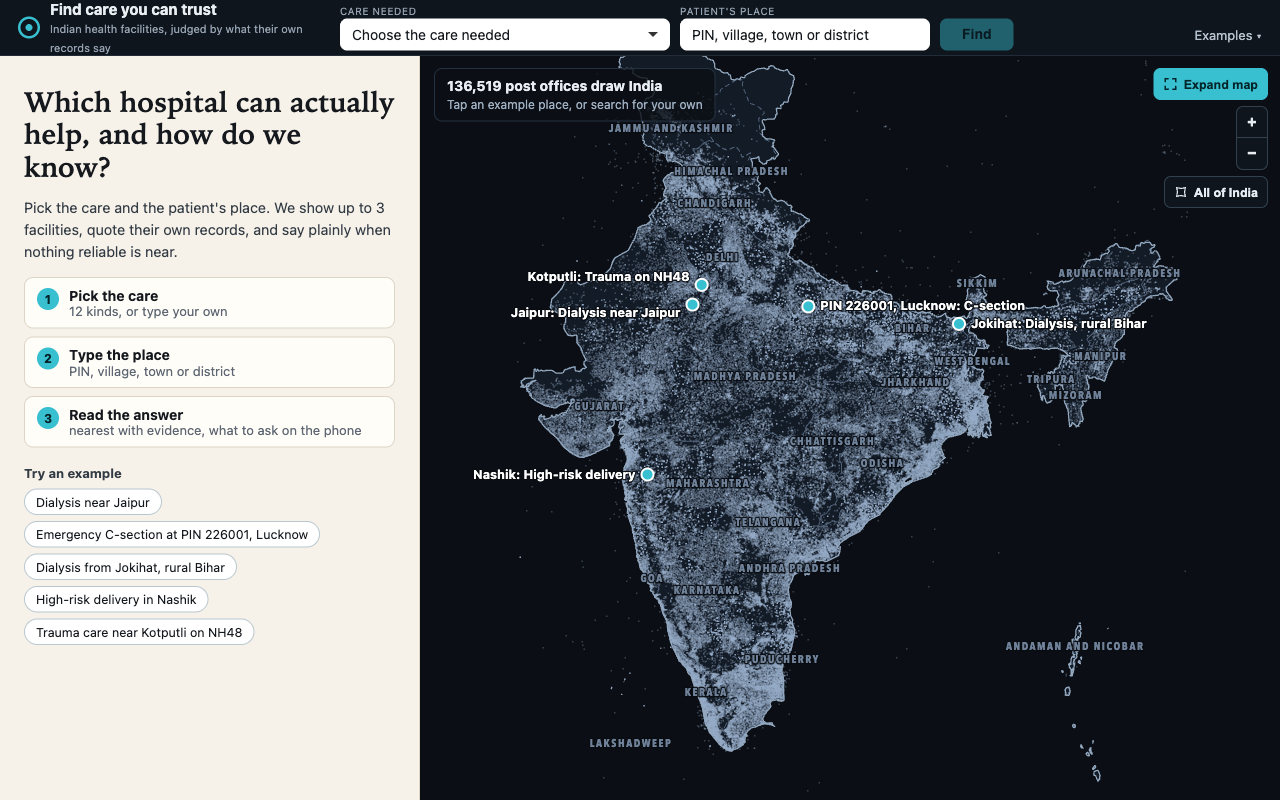 Find care you can trust
Indian health facilities, judged by what their own
records say
CARE NEEDED
Choose the care needed
PATIENT'S PLACE
PIN, village, town or district
Find
Examples ▾
Which hospital can actually
help, and how do we
know?
Pick the care and the patient's place. We show up to 3
facilities, quote their own records, and say plainly when
nothing reliable is near.
1
Pick the care
12 kinds, or type your own
2
Type the place
PIN, village, town or district
3
Read the answer
nearest with evidence, what to ask on the phone
Try an example
Dialysis near Jaipur
Emergency C-section at PIN 226001, Lucknow
Dialysis from Jokihat, rural Bihar
High-risk delivery in Nashik
Trauma care near Kotputli on NH48
136,519 post offices draw India
Tap an example place, or search for your own
Expand map
+
−
All of India
JAMMU AND KASHMIR
HIMACHAL PRADESH
CHANDIGARH
DELHI
ARUNACHAL PRADESH
Kotputli: Trauma on NH48
SIKKIM
PIN 226001, Lucknow: C-section
Jaipur: Dialysis near Jaipur
Jokihat: Dialysis, rural Bihar
BIHAR
MANIPUR
WEST BENGAL
MADHYA PRADESH
TRIPURA
JHARKHAND
MIZORAM
GUJARAT
CHHATTISGARH
ODISHA
Nashik: High-risk delivery
MAHARASHTRA
TELANGANA
ANDHRA PRADESH
GOA
KARNATAKA
ANDAMAN AND NICOBAR
PUDUCHERRY
KERALA
LAKSHADWEEP